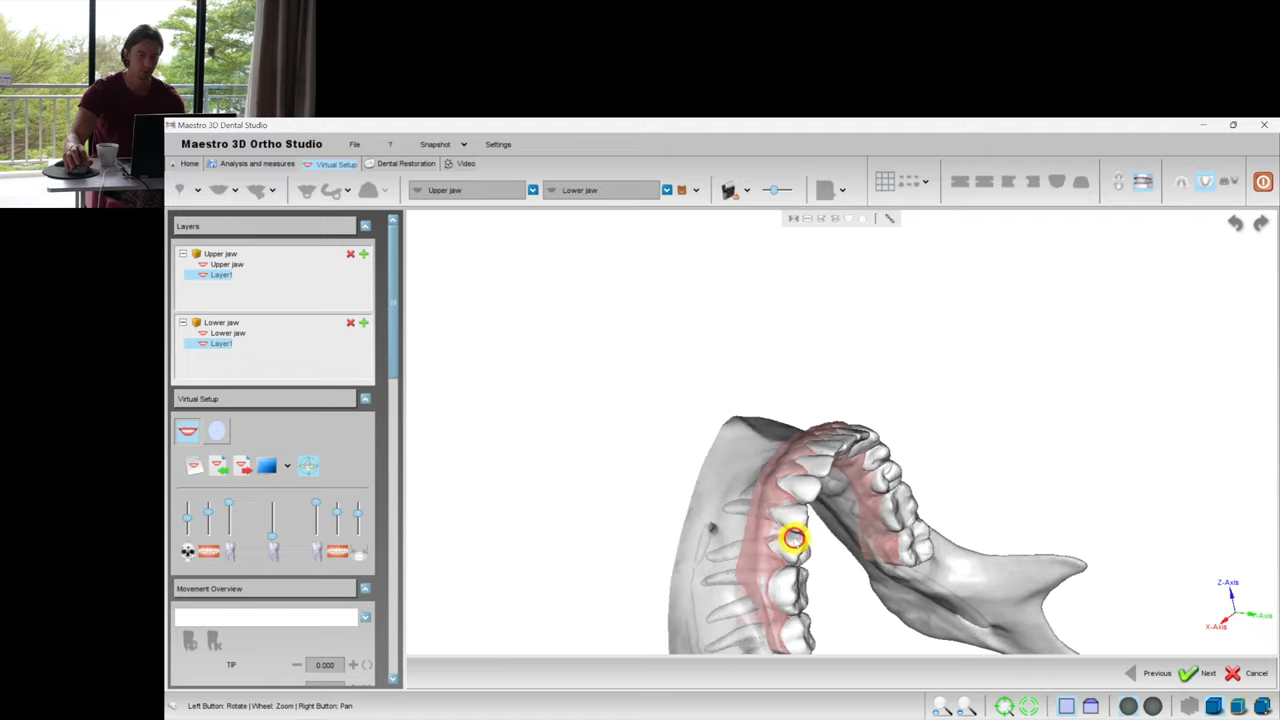 Maestro 3D Dental Studio
Maestro 3D Ortho Studio File ? Snapshot Settings
Home Analysis and measures Virtual Setup Dental Restoration Video
Upper jaw Lower jaw
Layers
Upper jaw
Upper jaw
Layer1
Lower jaw
Lower jaw
Layer1
Virtual Setup
Movement Overview
TIP 0.000
Z-Axis
X-Axis
Y-Axis
Previous Next Cancel
Left Button: Rotate | Wheel: Zoom | Right Button: Pan